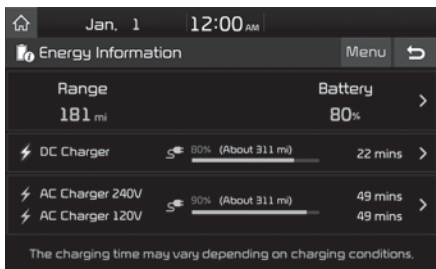 Jan. 1 12:00 AM
Energy Information Menu
Range Battery
181 mi 80%
DC Charger 80% (About 311 mi) 22 mins
AC Charger 240V 90% (About 311 mi) 49 mins
AC Charger 120V 49 mins
The charging time may vary depending on charging conditions.